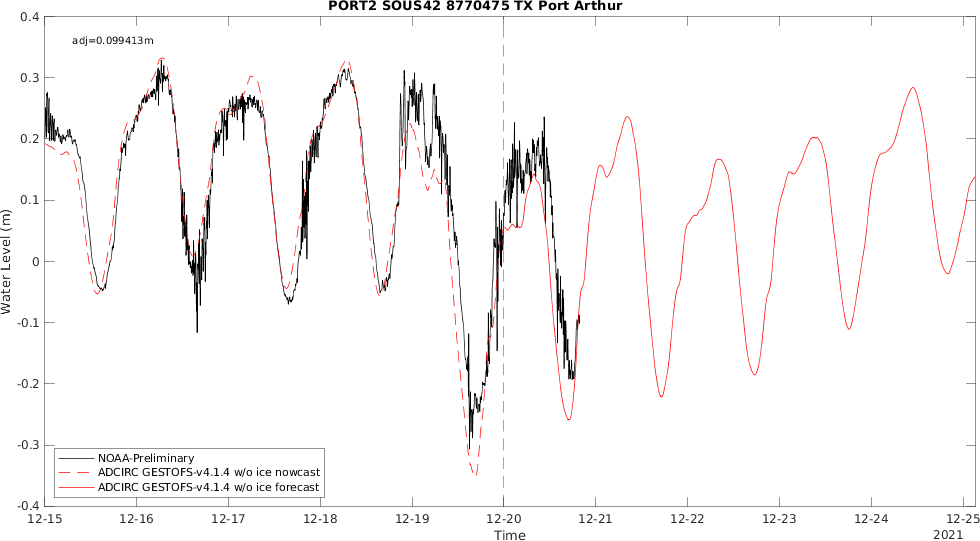 PORT2 SOUS42 8770475 TX Port Arthur
0.4
adj=0.099413m
0.3
0.2
0.1
0
-0.1
-0.2
-0.3
-0.4
Water Level (m)
NOAA-Preliminary
ADCIRC GESTOFS-v4.1.4 w/o ice nowcast
ADCIRC GESTOFS-v4.1.4 w/o ice forecast
12-15 12-16 12-17 12-18 12-19 12-20 12-21 12-22 12-23 12-24 12-25
Time
2021